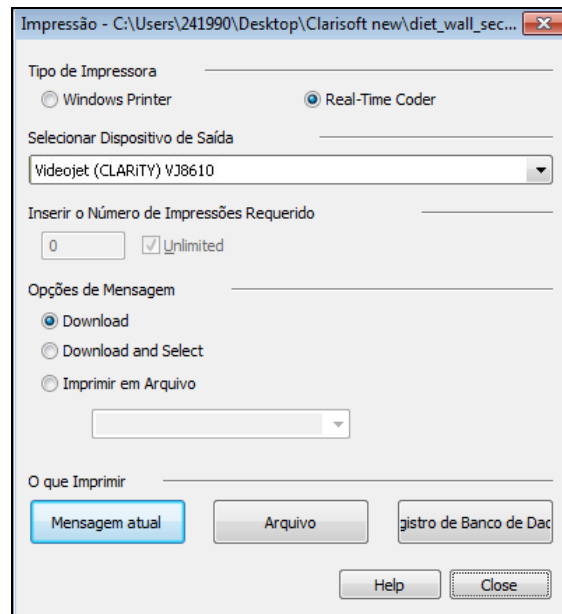 Impressão - C:\Users\241990\Desktop\Clarisoft new\diet_wall_sec...
Tipo de Impressora
Windows Printer Real-Time Coder
Selecionar Dispositivo de Saída
Videojet (CLARiTY) VJ8610
Inserir o Número de Impressões Requerido
0 Unlimited
Opções de Mensagem
Download
Download and Select
Imprimir em Arquivo
O que Imprimir
Mensagem atual Arquivo gistro de Banco de Dad
Help Close